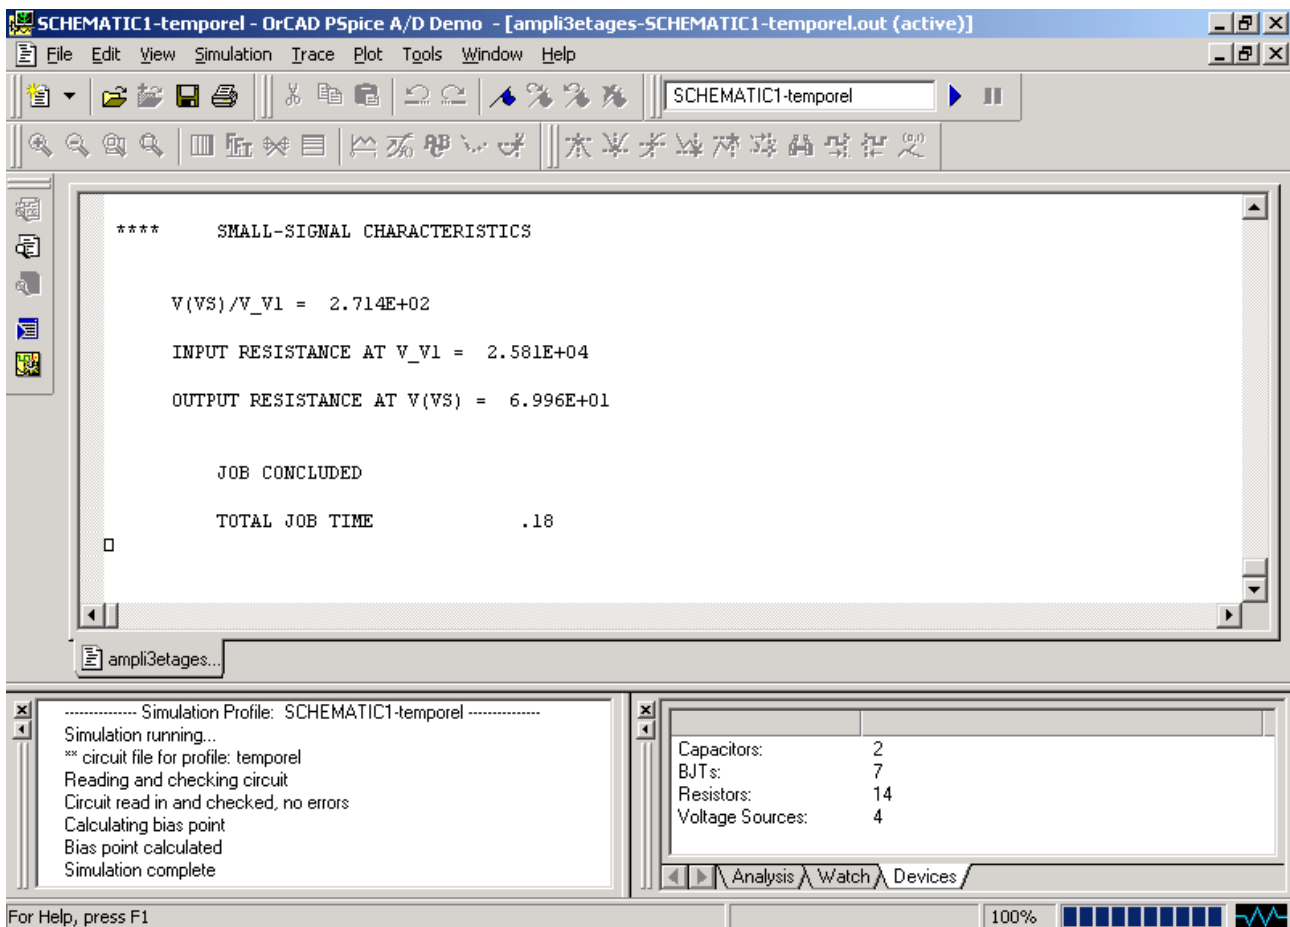 SCHEMATIC1-temporel - OrCAD PSpice A/D Demo - [ampli3etages-SCHEMATIC1-temporel.out (active)]
File Edit View Simulation Trace Plot Tools Window Help
SCHEMATIC1-temporel
**** SMALL-SIGNAL CHARACTERISTICS
V(VS)/V_V1 = 2.714E+02
INPUT RESISTANCE AT V_V1 = 2.581E+04
OUTPUT RESISTANCE AT V(VS) = 6.996E+01
JOB CONCLUDED
TOTAL JOB TIME .18
ampli3etages...
--------------- Simulation Profile: SCHEMATIC1-temporel ---------------
Simulation running...
** circuit file for profile: temporel
Reading and checking circuit
Circuit read in and checked, no errors
Calculating bias point
Bias point calculated
Simulation complete
Capacitors: 2
BJTs: 7
Resistors: 14
Voltage Sources: 4
Analysis Watch Devices
For Help, press F1
100%